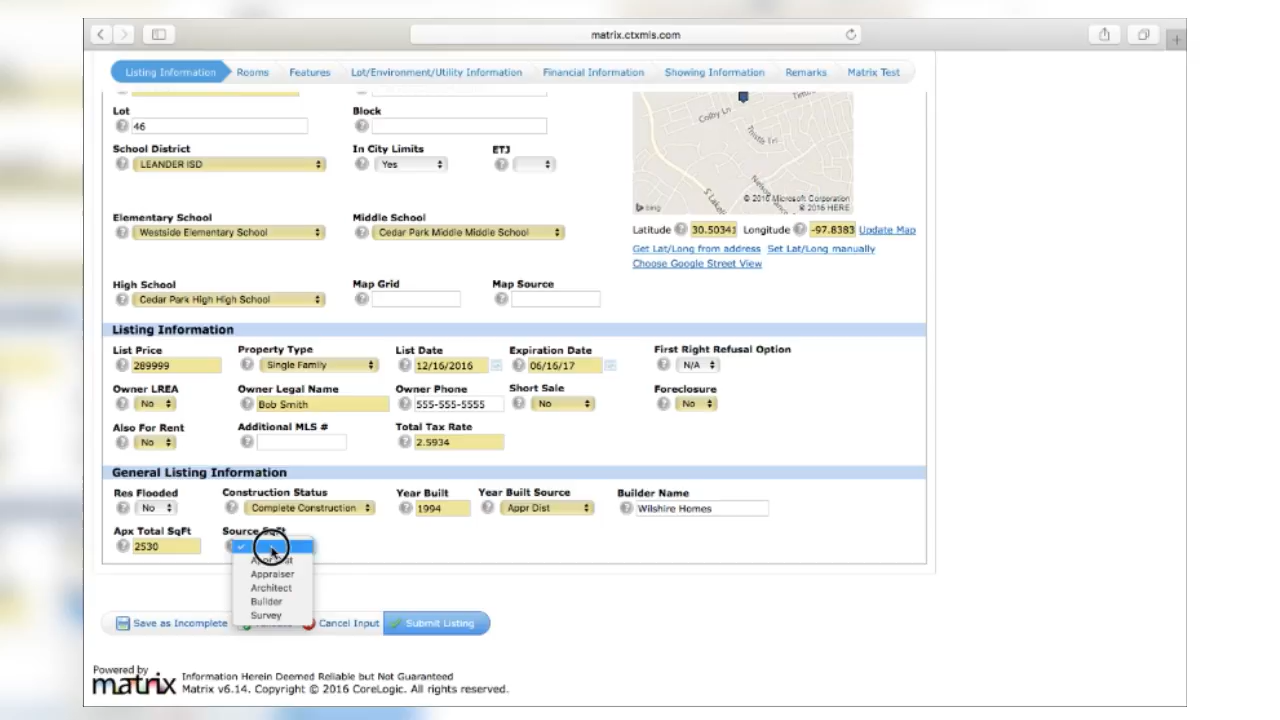 matrix.ctxmls.com
Listing Information Rooms Features Lot/Environment/Utility Information Financial Information Showing Information Remarks Matrix Test
Lot Block
46
School District In City Limits ETJ
LEANDER ISD Yes
Elementary School Middle School
Westside Elementary School Cedar Park Middle Middle School
High School Map Grid Map Source
Cedar Park High High School
Colby Ln
Thistle Trl
bing
© 2016 Microsoft Corporation
© 2016 HERE
Latitude 30.50341 Longitude -97.8383 Update Map
Get Lat/Long from address Set Lat/Long manually
Choose Google Street View
Listing Information
List Price Property Type List Date Expiration Date First Right Refusal Option
289999 Single Family 12/16/2016 06/16/17 N/A
Owner LREA Owner Legal Name Owner Phone Short Sale Foreclosure
No Bob Smith 555-555-5555 No No
Also For Rent Additional MLS # Total Tax Rate
No 2.5934
General Listing Information
Res Flooded Construction Status Year Built Year Built Source Builder Name
No Complete Construction 1994 Appr Dist Wilshire Homes
Apx Total SqFt Source SqFt
2530
Appraiser
Architect
Builder
Survey
Save as Incomplete Cancel Input Submit Listing
Powered by
matrix
Information Herein Deemed Reliable but Not Guaranteed
Matrix v6.14. Copyright © 2016 CoreLogic. All rights reserved.